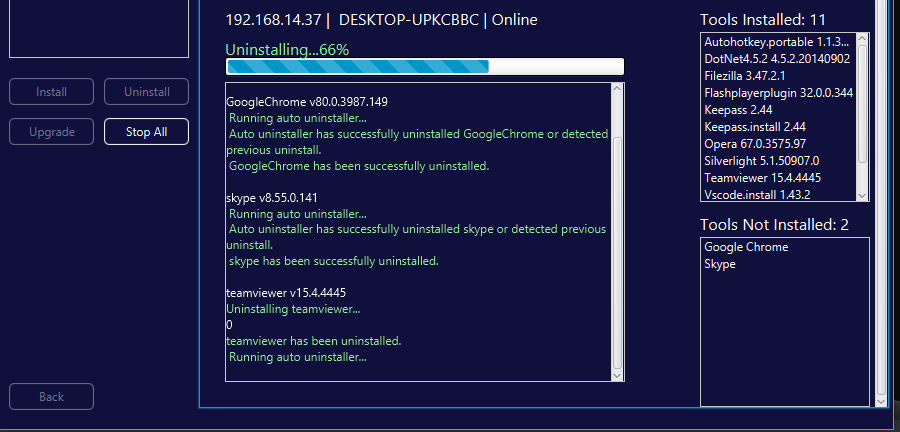 192.168.14.37 | DESKTOP-UPKCBBC | Online
Uninstalling...66%
GoogleChrome v80.0.3987.149
Running auto uninstaller...
Auto uninstaller has successfully uninstalled GoogleChrome or detected
previous uninstall.
GoogleChrome has been successfully uninstalled.
skype v8.55.0.141
Running auto uninstaller...
Auto uninstaller has successfully uninstalled skype or detected previous
uninstall.
skype has been successfully uninstalled.
teamviewer v15.4.4445
Uninstalling teamviewer...
0
teamviewer has been uninstalled.
Running auto uninstaller...
Install
Uninstall
Upgrade
Stop All
Back
Tools Installed: 11
Autohotkey.portable 1.1.3...
DotNet4.5.2 4.5.2.20140902
Filezilla 3.47.2.1
Flashplayerplugin 32.0.0.344
Keepass 2.44
Keepass.install 2.44
Opera 67.0.3575.97
Silverlight 5.1.50907.0
Teamviewer 15.4.4445
Vscode.install 1.43.2
Tools Not Installed: 2
Google Chrome
Skype